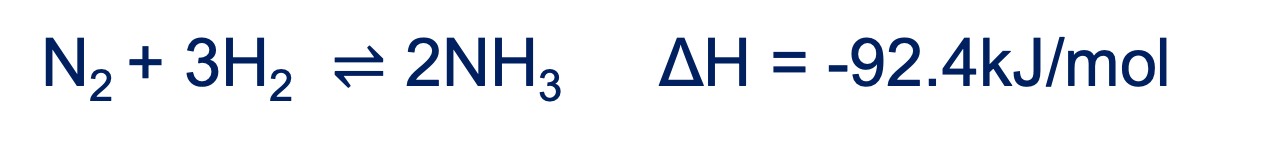 N₂ + 3H₂ ⇌ 2NH₃ ΔH = -92.4kJ/mol